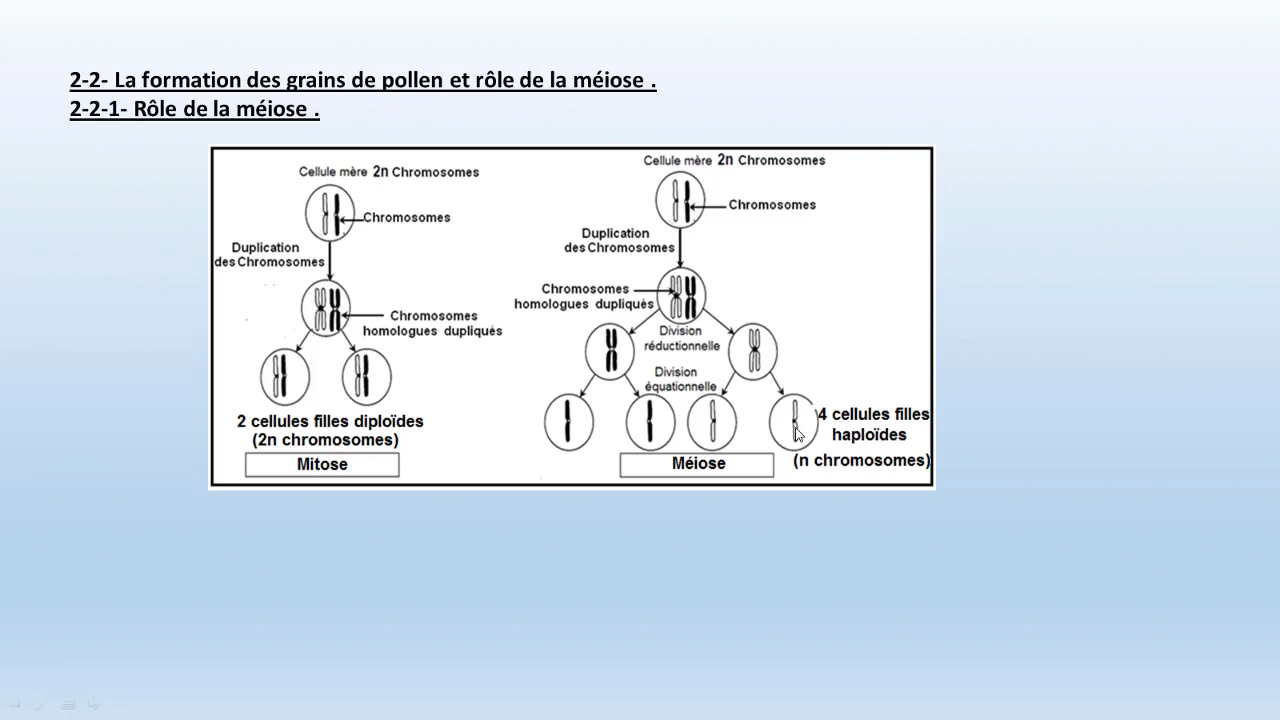 2-2- La formation des grains de pollen et rôle de la méiose .
2-2-1- Rôle de la méiose .
Cellule mère 2n Chromosomes
Chromosomes
Duplication
des Chromosomes
Chromosomes
homologues dupliqués
2 cellules filles diploïdes
(2n chromosomes)
Mitose
Cellule mère 2n Chromosomes
Chromosomes
Duplication
des Chromosomes
Chromosomes
homologues dupliqués
Division
réductionnelle
Division
équationnelle
4 cellules filles
haploïdes
(n chromosomes)
Méiose